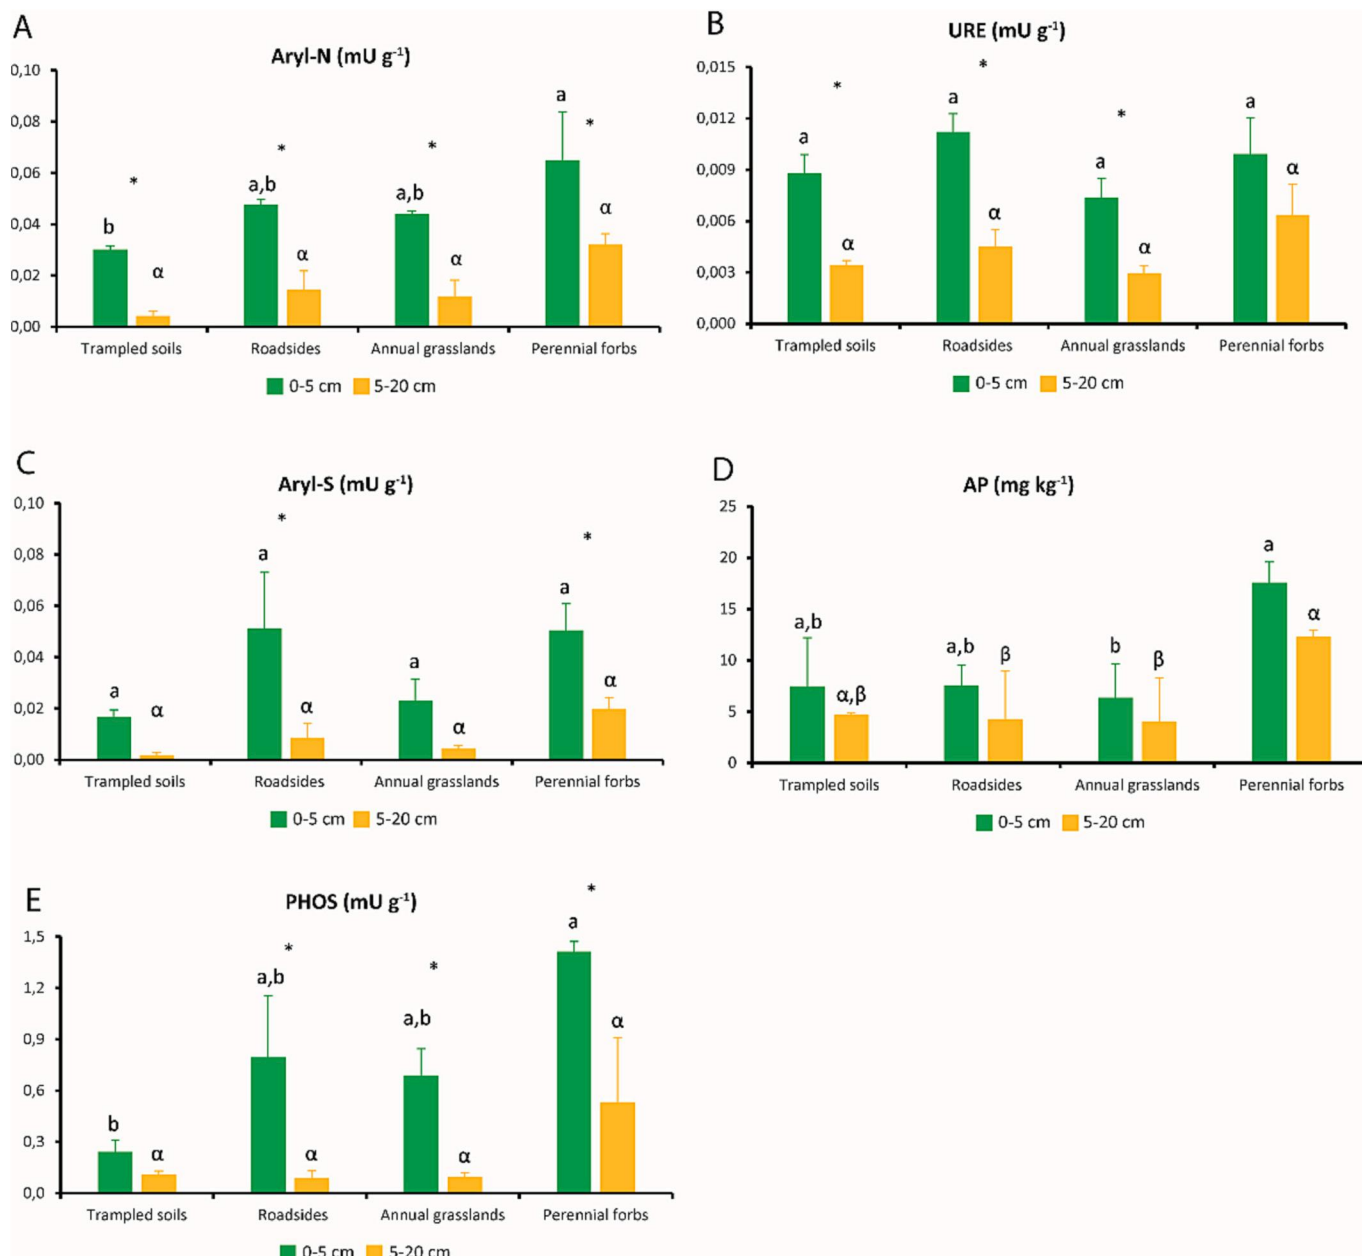 A
Aryl-N (mU g⁻¹)
0,10
0,08
0,06
0,04
0,02
0,00
*
*
*
*
b
α
a,b
α
a,b
α
a
α
Trampled soils Roadsides Annual grasslands Perennial forbs
0-5 cm 5-20 cm
B
URE (mU g⁻¹)
0,015
0,012
0,009
0,006
0,003
0,000
*
*
*
a
α
a
α
a
α
a
α
Trampled soils Roadsides Annual grasslands Perennial forbs
0-5 cm 5-20 cm
C
Aryl-S (mU g⁻¹)
0,10
0,08
0,06
0,04
0,02
0,00
*
*
a
α
a
α
a
α
a
α
Trampled soils Roadsides Annual grasslands Perennial forbs
0-5 cm 5-20 cm
D
AP (mg kg⁻¹)
25
20
15
10
5
0
a,b
α,β
a,b
β
b
β
a
α
Trampled soils Roadsides Annual grasslands Perennial forbs
0-5 cm 5-20 cm
E
PHOS (mU g⁻¹)
1,5
1,2
0,9
0,6
0,3
0,0
*
*
*
b
α
a,b
α
a,b
α
a
α
Trampled soils Roadsides Annual grasslands Perennial forbs
0-5 cm 5-20 cm